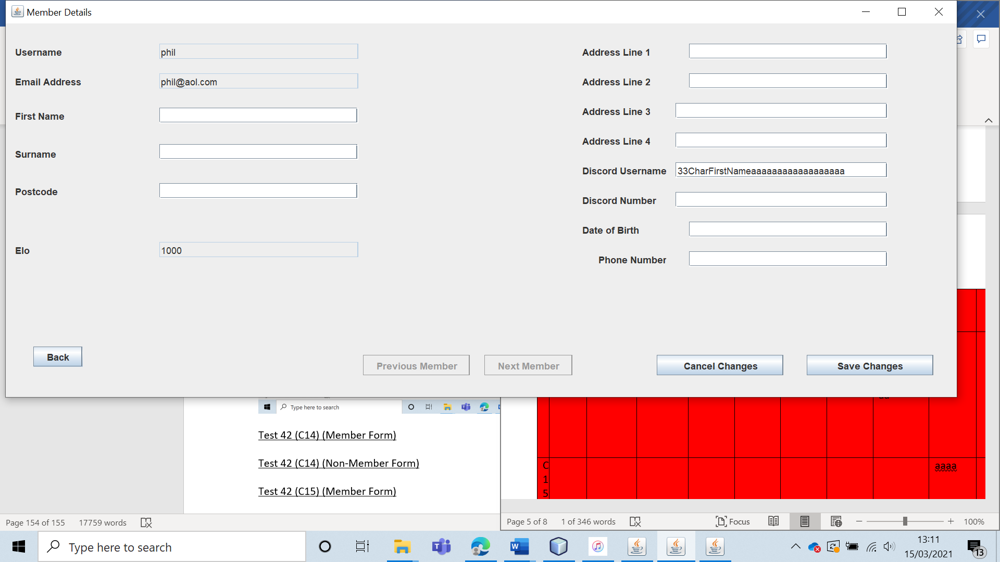 Member Details
Username
phil
Email Address
phil@aol.com
First Name
Surname
Postcode
Elo
1000
Address Line 1
Address Line 2
Address Line 3
Address Line 4
Discord Username
33CharFirstNameaaaaaaaaaaaaaaaaaa
Discord Number
Date of Birth
Phone Number
Back
Previous Member
Next Member
Cancel Changes
Save Changes
Type here to search
Test 42 (C14) (Member Form)
Test 42 (C14) (Non-Member Form)
Test 42 (C15) (Member Form)
C
1
5
aaaa
Page 154 of 155
17759 words
Page 5 of 8
1 of 346 words
Focus
100%
Type here to search
13:11
15/03/2021
13